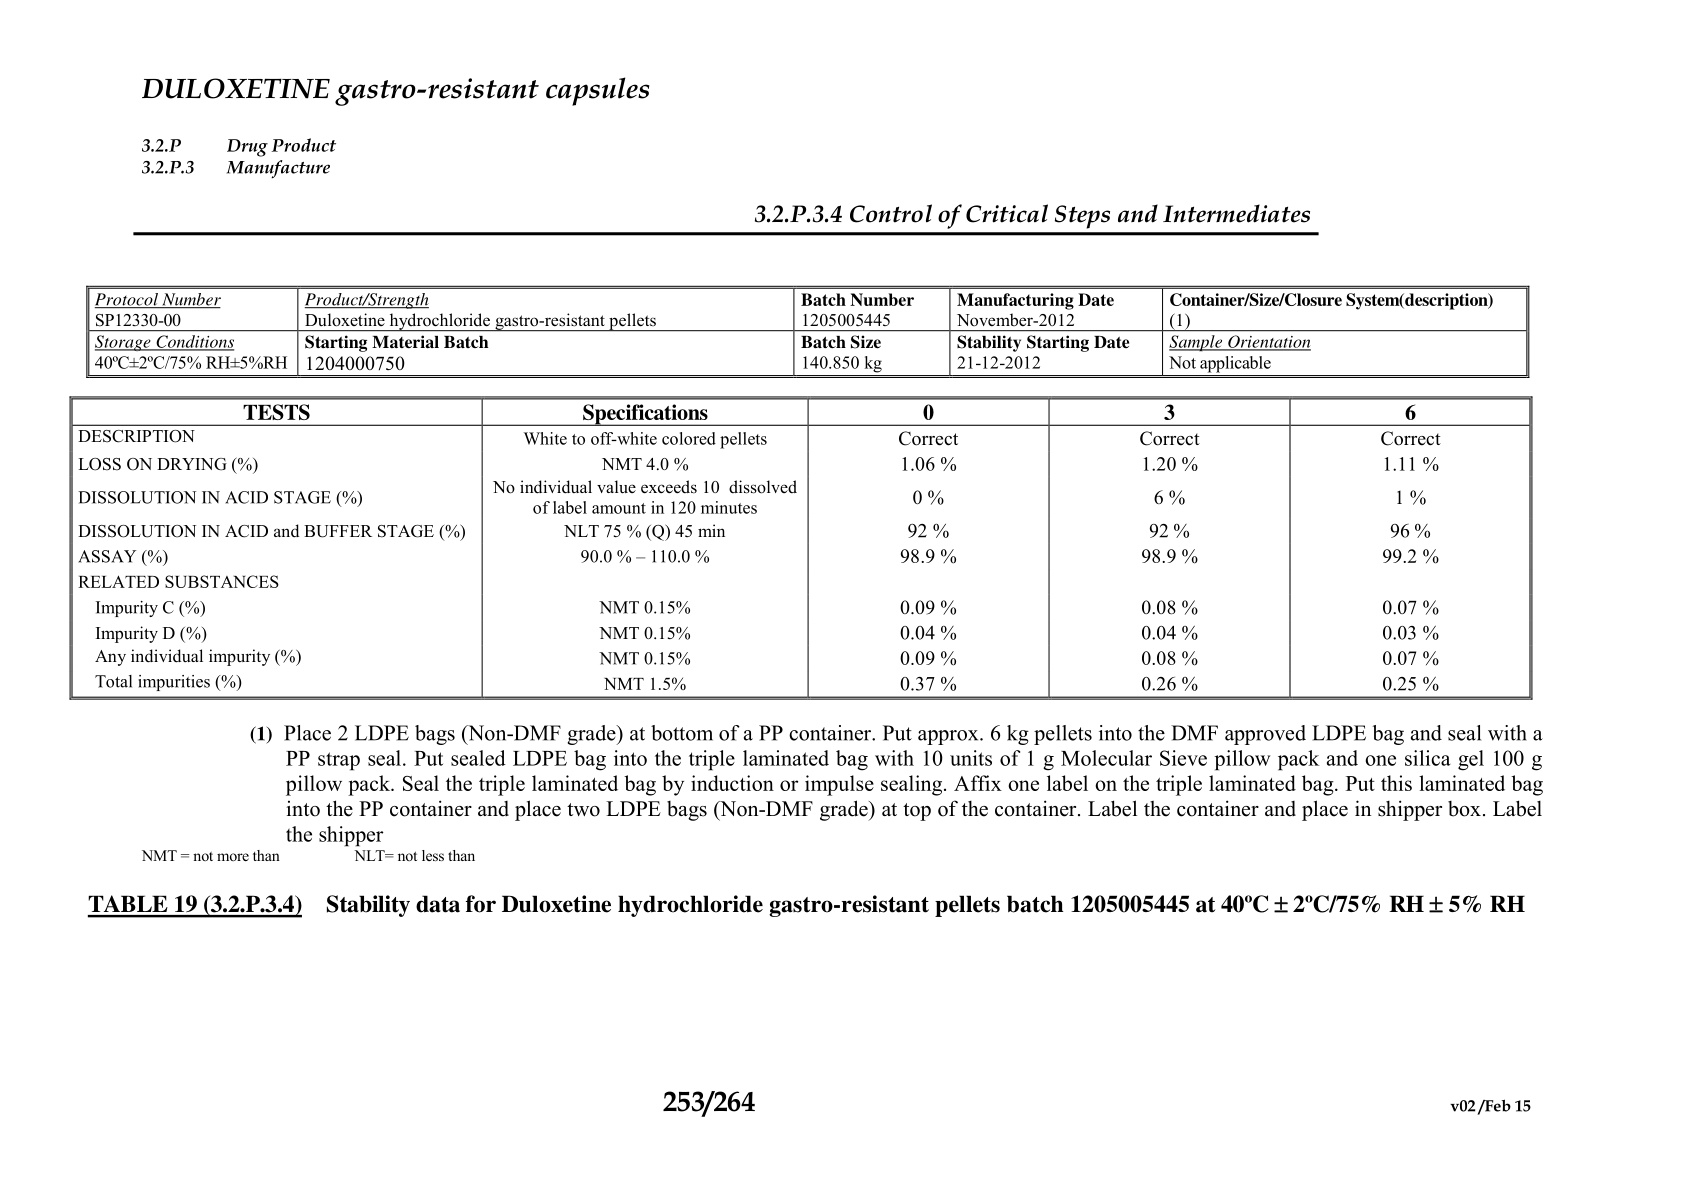 DULOXETINE gastro-resistant capsules
3.2.P Drug Product
3.2.P.3 Manufacture
3.2.P.3.4 Control of Critical Steps and Intermediates
Protocol Number Product/Strength Batch Number Manufacturing Date Container/Size/Closure System(description)
SP12330-00 Duloxetine hydrochloride gastro-resistant pellets 1205005445 November-2012 (1)
Storage Conditions Starting Material Batch Batch Size Stability Starting Date Sample Orientation
40ºC±2ºC/75% RH±5%RH 1204000750 140.850 kg 21-12-2012 Not applicable
TESTS Specifications 0 3 6
DESCRIPTION White to off-white colored pellets Correct Correct Correct
LOSS ON DRYING (%) NMT 4.0 % 1.06 % 1.20 % 1.11 %
DISSOLUTION IN ACID STAGE (%) No individual value exceeds 10 dissolved
of label amount in 120 minutes 0 % 6 % 1 %
DISSOLUTION IN ACID and BUFFER STAGE (%) NLT 75 % (Q) 45 min 92 % 92 % 96 %
ASSAY (%) 90.0 % – 110.0 % 98.9 % 98.9 % 99.2 %
RELATED SUBSTANCES
Impurity C (%) NMT 0.15% 0.09 % 0.08 % 0.07 %
Impurity D (%) NMT 0.15% 0.04 % 0.04 % 0.03 %
Any individual impurity (%) NMT 0.15% 0.09 % 0.08 % 0.07 %
Total impurities (%) NMT 1.5% 0.37 % 0.26 % 0.25 %
(1) Place 2 LDPE bags (Non-DMF grade) at bottom of a PP container. Put approx. 6 kg pellets into the DMF approved LDPE bag and seal with a
PP strap seal. Put sealed LDPE bag into the triple laminated bag with 10 units of 1 g Molecular Sieve pillow pack and one silica gel 100 g
pillow pack. Seal the triple laminated bag by induction or impulse sealing. Affix one label on the triple laminated bag. Put this laminated bag
into the PP container and place two LDPE bags (Non-DMF grade) at top of the container. Label the container and place in shipper box. Label
the shipper
NMT = not more than NLT= not less than
TABLE 19 (3.2.P.3.4) Stability data for Duloxetine hydrochloride gastro-resistant pellets batch 1205005445 at 40ºC ± 2ºC/75% RH ± 5% RH
253/264
v02 /Feb 15